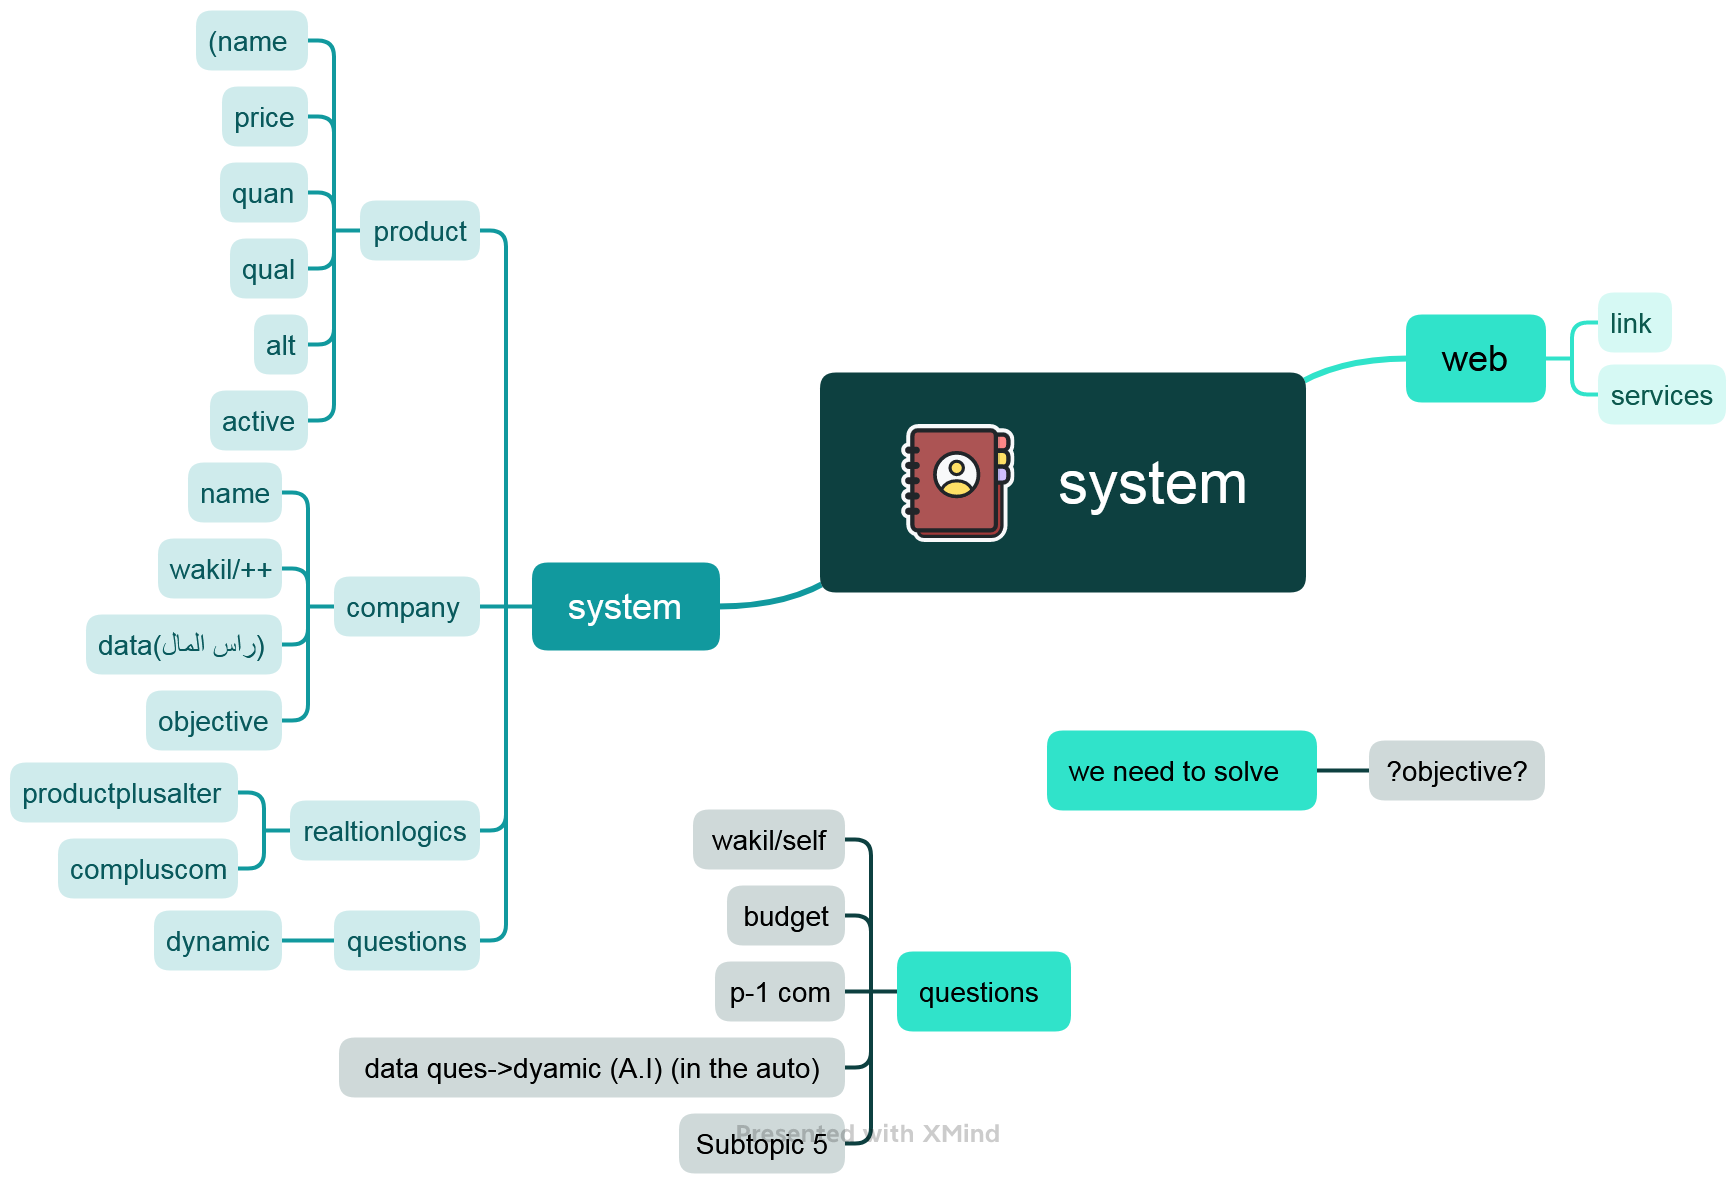 (name
price
quan
qual
alt
active
product
name
wakil/++
data(راس المال)
objective
company
productplusalter
compluscom
realtionlogics
dynamic
questions
system
system
web
link
services
we need to solve
?objective?
wakil/self
budget
p-1 com
data ques->dyamic (A.I) (in the auto)
Subtopic 5
questions
Presented with XMind